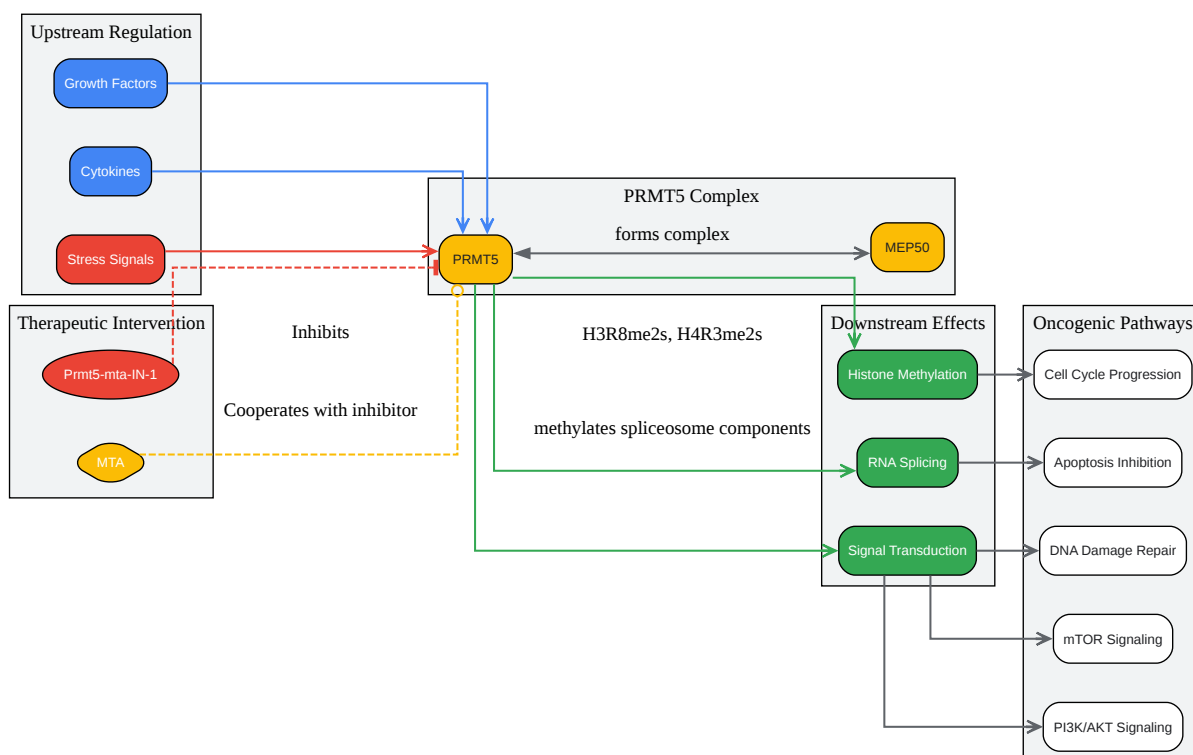 Upstream Regulation
Growth Factors
Cytokines
Stress Signals
PRMT5 Complex
forms complex
PRMT5
MEP50
Therapeutic Intervention
Inhibits
Prmt5-mta-IN-1
Cooperates with inhibitor
MTA
H3R8me2s, H4R3me2s
methylates spliceosome components
Downstream Effects
Histone Methylation
RNA Splicing
Signal Transduction
Oncogenic Pathways
Cell Cycle Progression
Apoptosis Inhibition
DNA Damage Repair
mTOR Signaling
PI3K/AKT Signaling